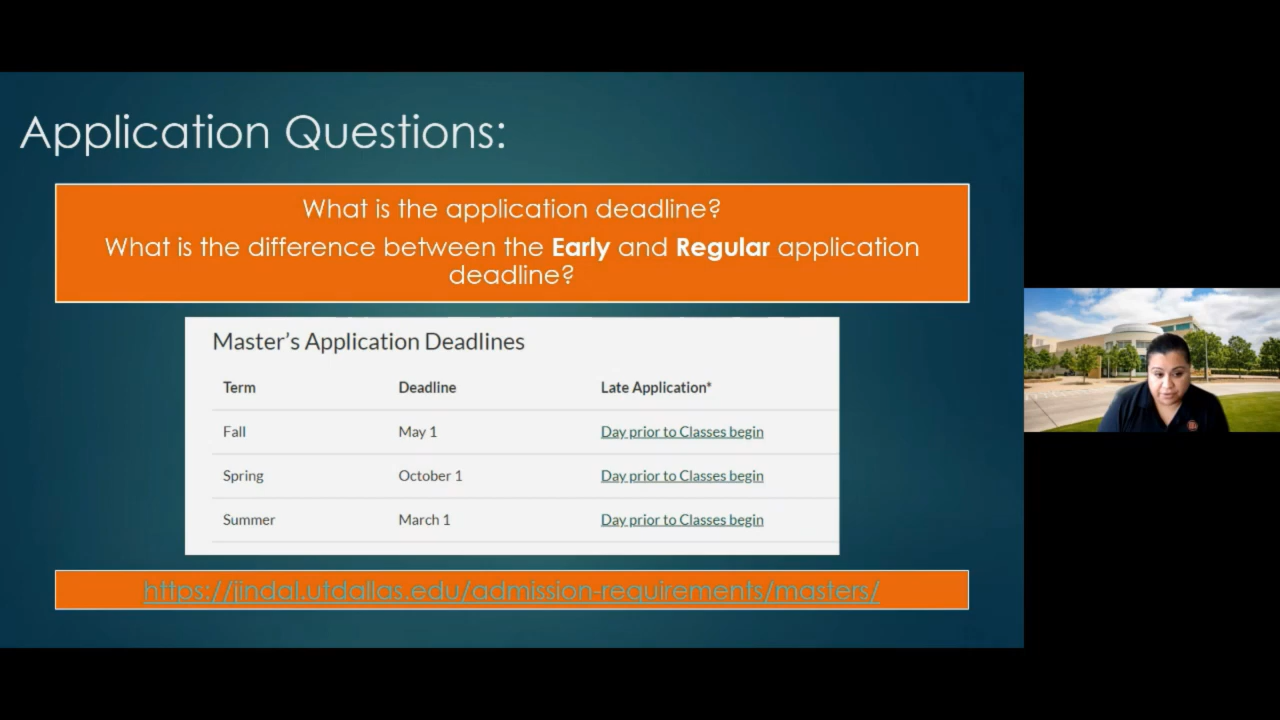 Application Questions:
What is the application deadline?
What is the difference between the Early and Regular application
deadline?
Master's Application Deadlines
Term Deadline Late Application*
Fall May 1 Day prior to Classes begin
Spring October 1 Day prior to Classes begin
Summer March 1 Day prior to Classes begin
https://jindal.utdallas.edu/admission-requirements/masters/